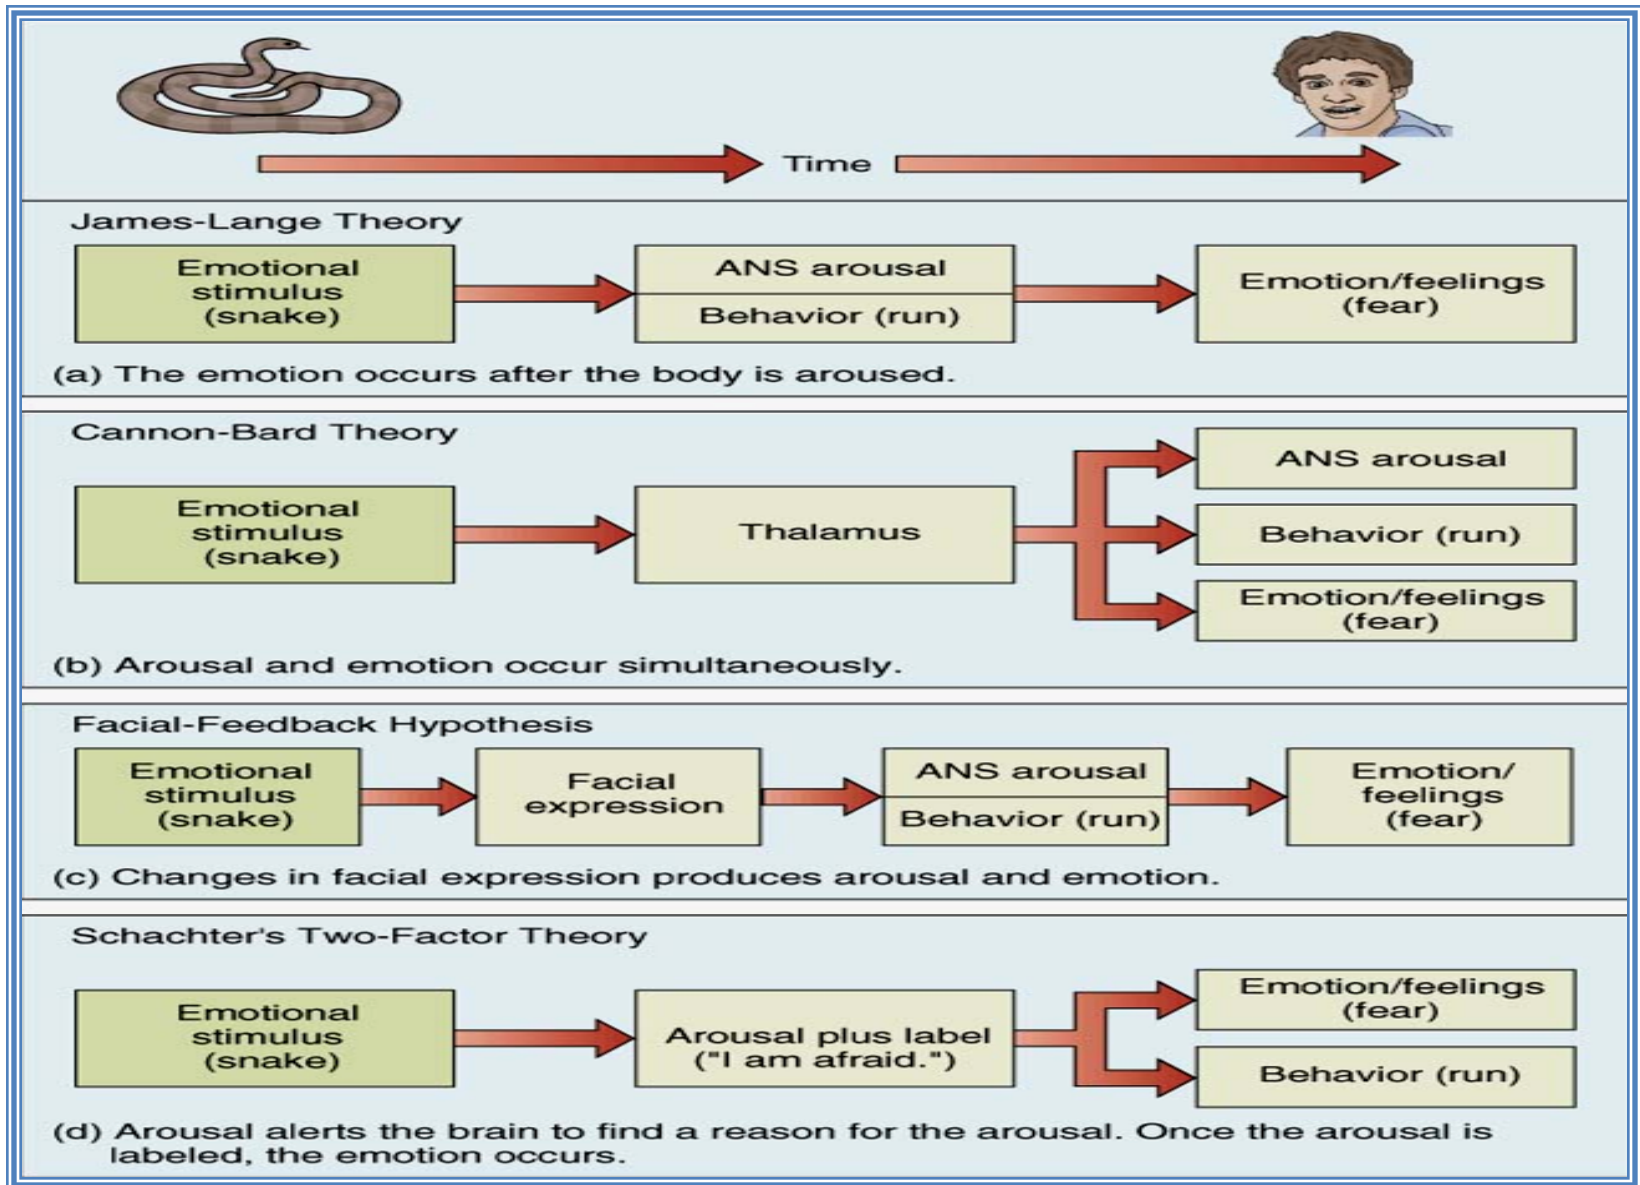 Time
James-Lange Theory
Emotional
stimulus
(snake)
ANS arousal
Behavior (run)
Emotion/feelings
(fear)
(a) The emotion occurs after the body is aroused.
Cannon-Bard Theory
Emotional
stimulus
(snake)
Thalamus
ANS arousal
Behavior (run)
Emotion/feelings
(fear)
(b) Arousal and emotion occur simultaneously.
Facial-Feedback Hypothesis
Emotional
stimulus
(snake)
Facial
expression
ANS arousal
Behavior (run)
Emotion/
feelings
(fear)
(c) Changes in facial expression produces arousal and emotion.
Schachter's Two-Factor Theory
Emotional
stimulus
(snake)
Arousal plus label
("I am afraid.")
Emotion/feelings
(fear)
Behavior (run)
(d) Arousal alerts the brain to find a reason for the arousal. Once the arousal is
labeled, the emotion occurs.